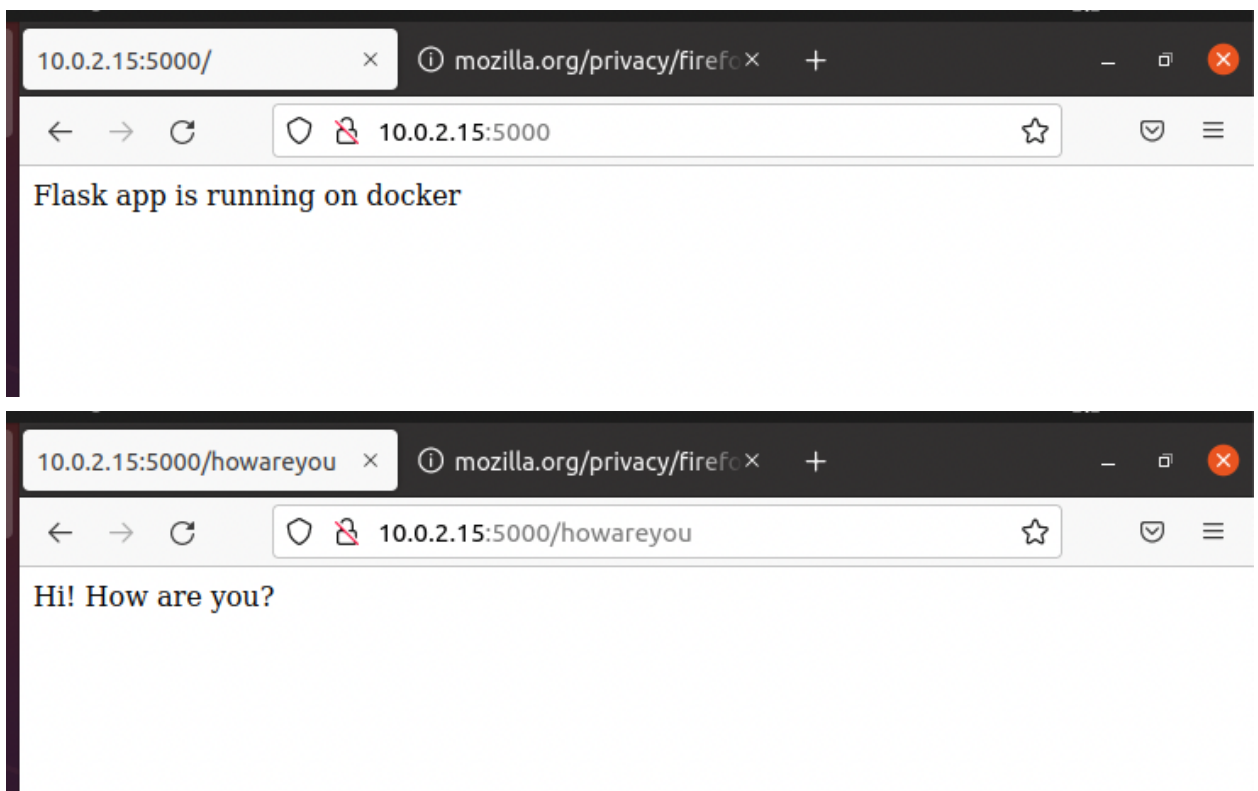 10.0.2.15:5000/
mozilla.org/privacy/firefo
10.0.2.15:5000
Flask app is running on docker
10.0.2.15:5000/howareyou
mozilla.org/privacy/firefo
10.0.2.15:5000/howareyou
Hi! How are you?